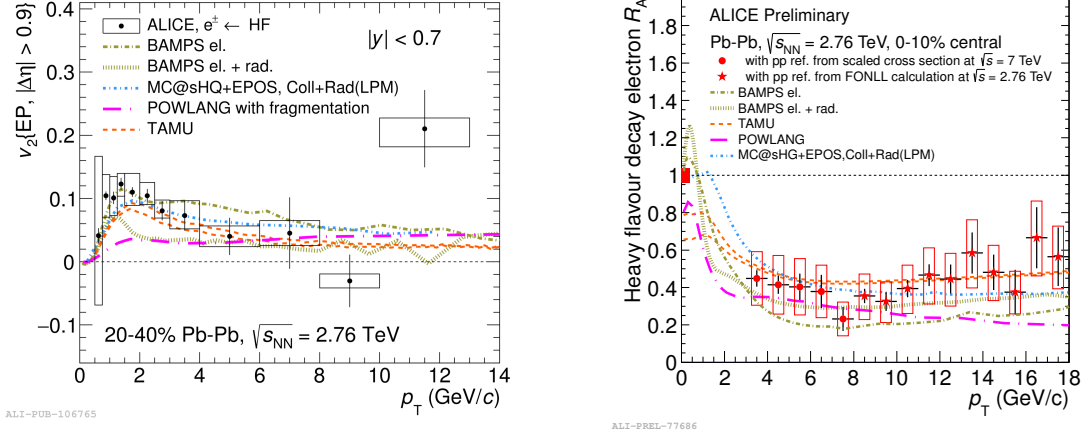 0.4
0.3
0.2
0.1
0
−0.1
v2{EP, |Δη| > 0.9}
ALICE, e± ← HF
BAMPS el.
BAMPS el. + rad.
MC@sHQ+EPOS, Coll+Rad(LPM)
POWLANG with fragmentation
TAMU
|y| < 0.7
20-40% Pb-Pb, √sNN = 2.76 TeV
0 2 4 6 8 10 12 14
pT (GeV/c)
ALI-PUB-106765
Heavy flavour decay electron RA
1.8
1.6
1.4
1.2
1
0.8
0.6
0.4
0.2
0
ALICE Preliminary
Pb-Pb, √sNN = 2.76 TeV, 0-10% central
with pp ref. from scaled cross section at √s = 7 TeV
with pp ref. from FONLL calculation at √s = 2.76 TeV
BAMPS el.
BAMPS el. + rad.
TAMU
POWLANG
MC@sHG+EPOS,Coll+Rad(LPM)
0 2 4 6 8 10 12 14 16 18
pT (GeV/c)
ALI-PREL-77686